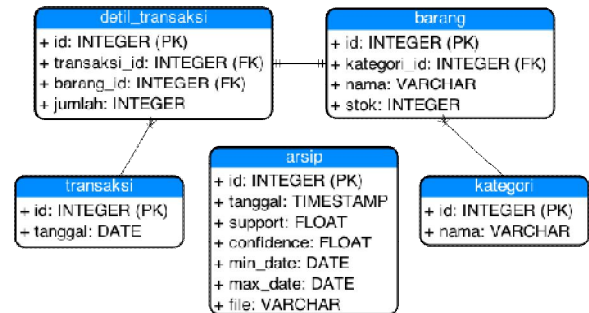 detil_transaksi
+ id: INTEGER (PK)
+ transaksi_id: INTEGER (FK)
+ barang_id: INTEGER (FK)
+ jumlah: INTEGER
barang
+ id: INTEGER (PK)
+ kategori_id: INTEGER (FK)
+ nama: VARCHAR
+ stok: INTEGER
transaksi
+ id: INTEGER (PK)
+ tanggal: DATE
arsip
+ id: INTEGER (PK)
+ tanggal: TIMESTAMP
+ support: FLOAT
+ confidence: FLOAT
+ min_date: DATE
+ max_date: DATE
+ file: VARCHAR
kategori
+ id: INTEGER (PK)
+ nama: VARCHAR